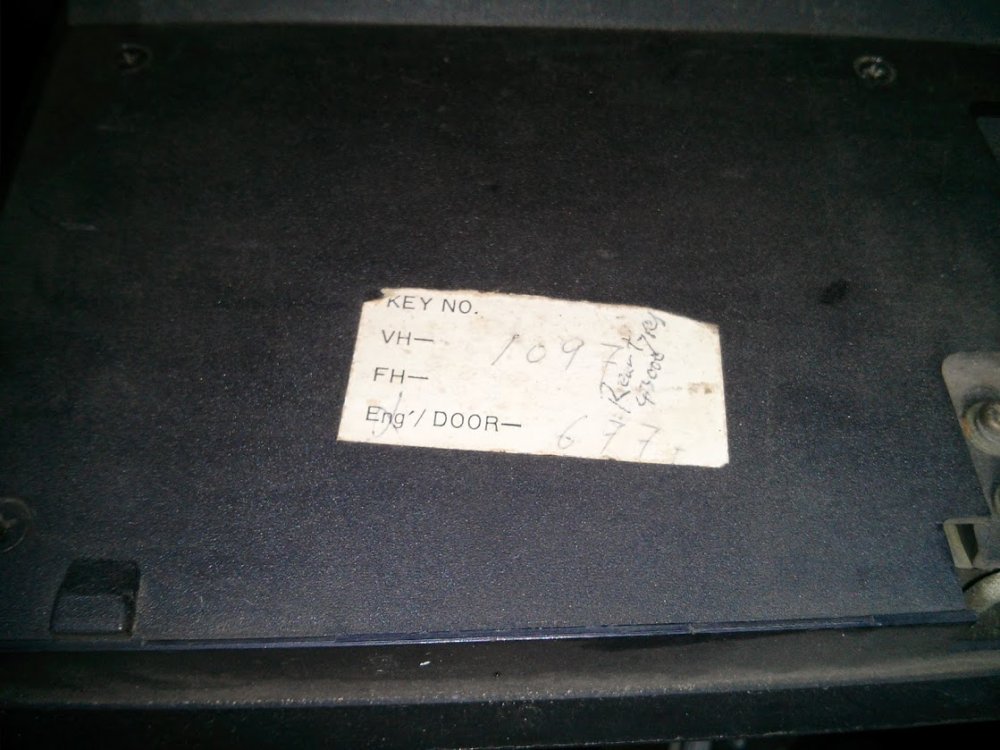 KEY NO.
VH— 1097
FH—
Eng'/DOOR— 677